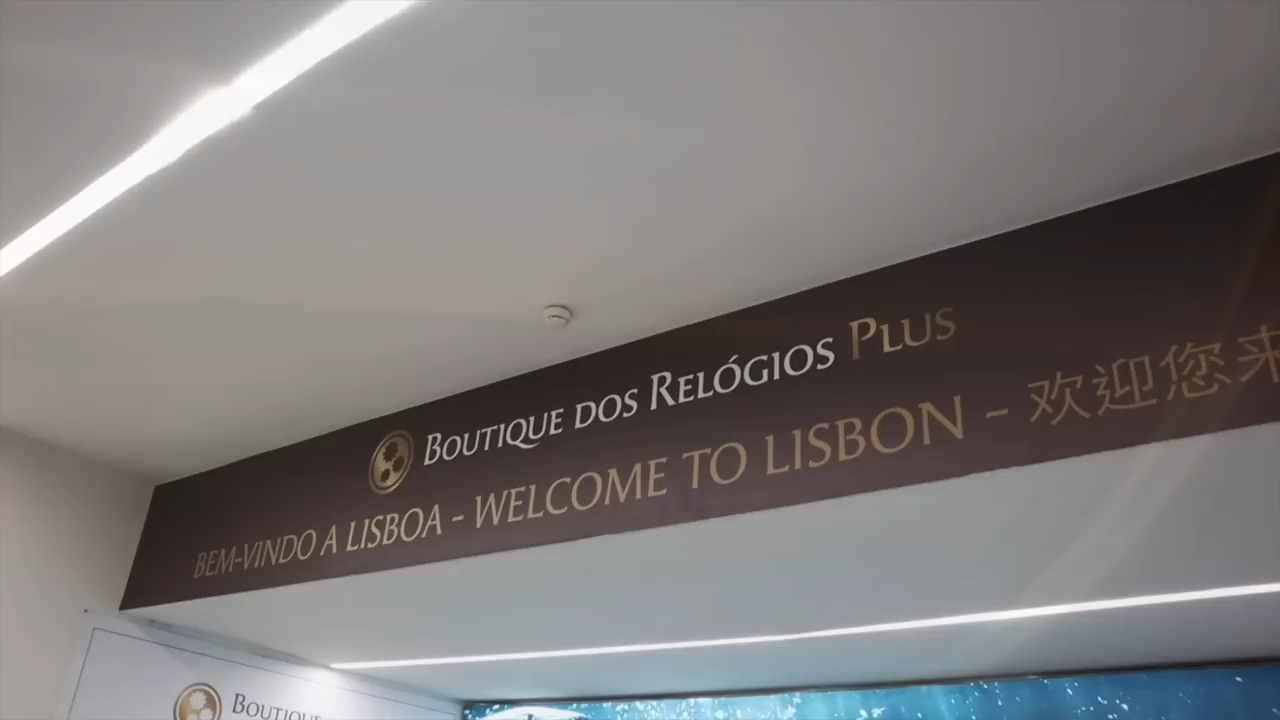 BOUTIQUE DOS RELÓGIOS PLUS
BEM-VINDO A LISBOA - WELCOME TO LISBON - 欢迎您来
BOUTIQUE